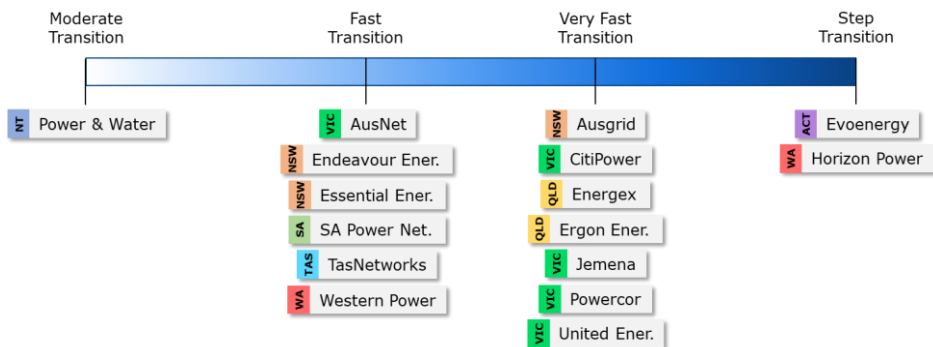 Moderate Transition
Fast Transition
Very Fast Transition
Step Transition
NT Power & Water
VIC AusNet
NSW Endeavour Ener.
NSW Essential Ener.
SA SA Power Net.
TAS TasNetworks
WA Western Power
NSW Ausgrid
VIC CitiPower
QLD Energex
QLD Ergon Ener.
VIC Jemena
VIC Powercor
VIC United Ener.
ACT Evoenergy
WA Horizon Power